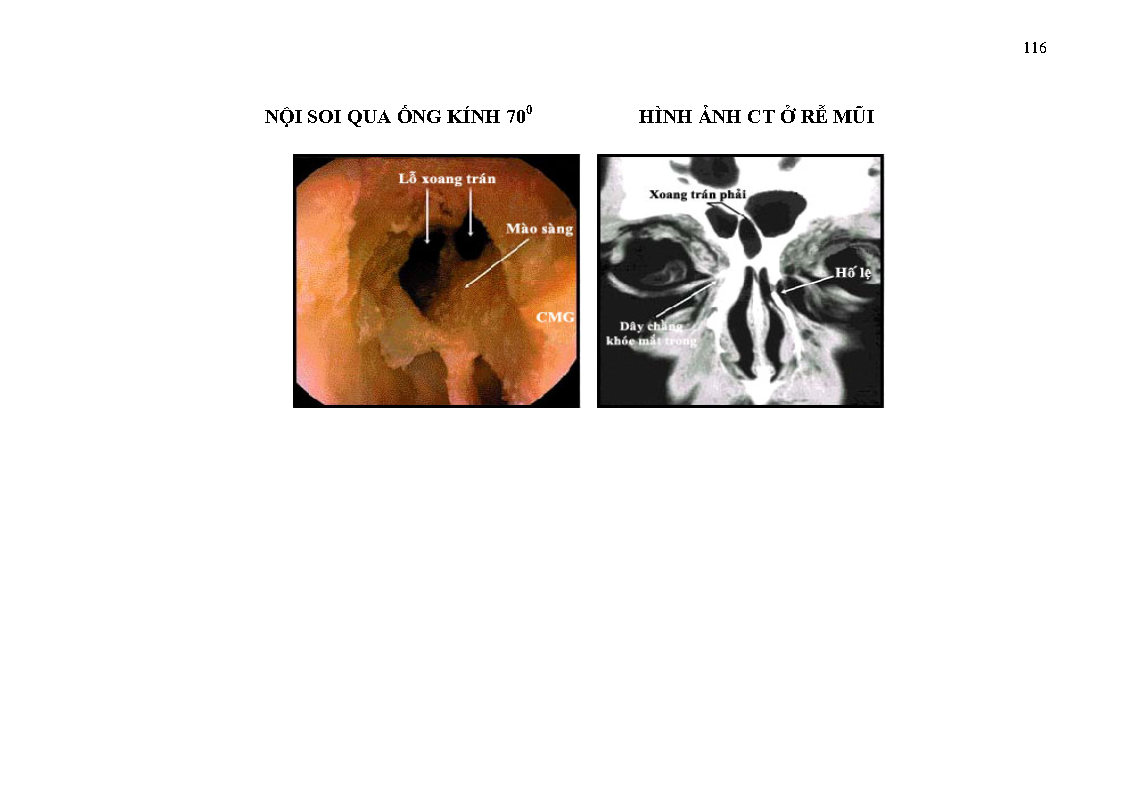 116
NỘI SOI QUA ỐNG KÍNH 70⁰
HÌNH ẢNH CT Ở RỄ MŨI
Lỗ xoang trán
Mào sàng
CMG
Xoang trán phải
Hố lệ
Dây chằng
khóe mắt trong